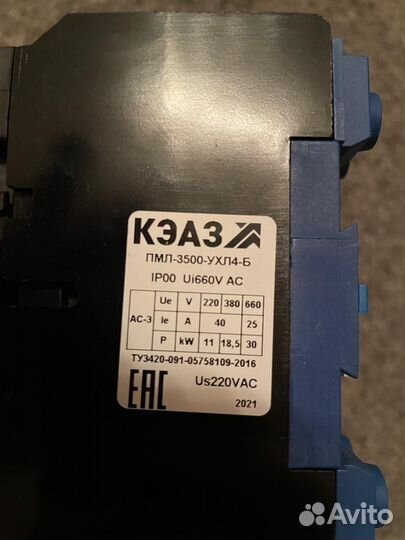 КЭАЗ
ПМЛ-3500-УХЛ4-Б
IP00 Ui660V AC
Ue V 220 380 660
AC-3 Ie A 40 25
P kW 11 18,5 30
ТУ3420-091-05758109-2016
EAC Us220VAC
2021
Avito